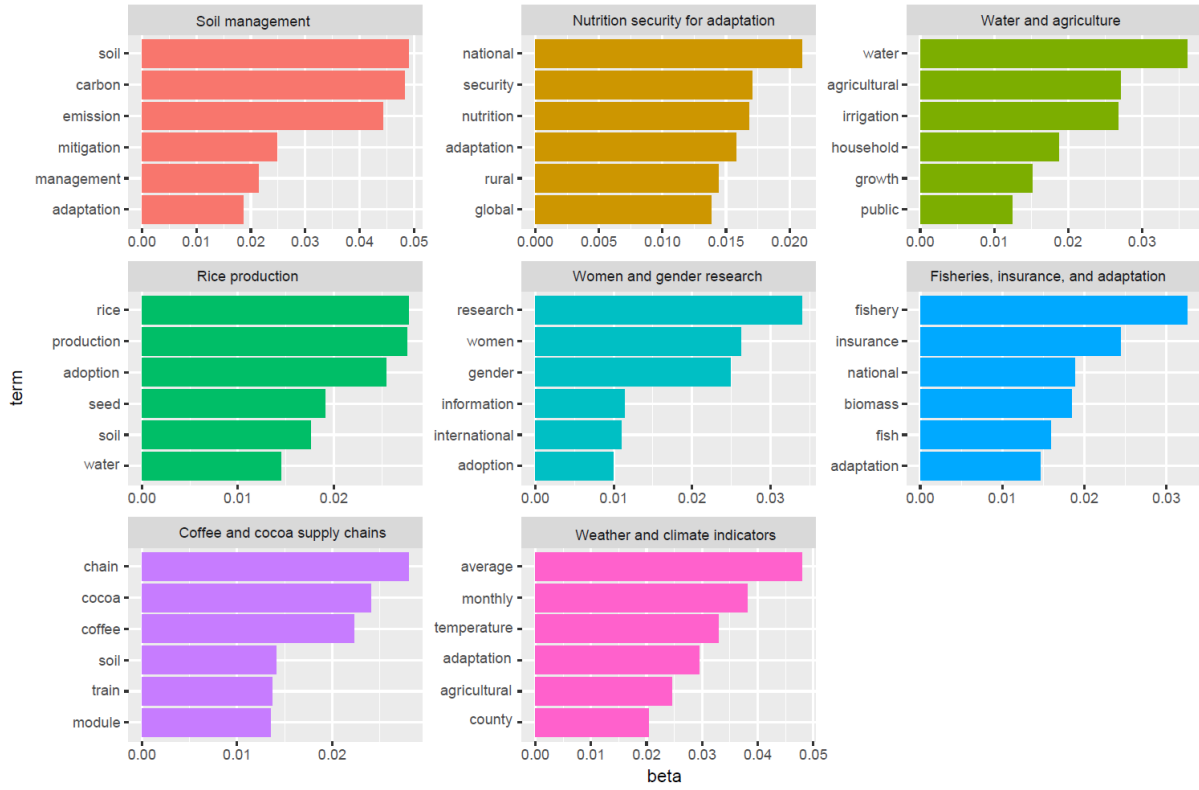 Soil management
soil
carbon
emission
mitigation
management
adaptation
0.00 0.01 0.02 0.03 0.04 0.05
Nutrition security for adaptation
national
security
nutrition
adaptation
rural
global
0.000 0.005 0.010 0.015 0.020
Water and agriculture
water
agricultural
irrigation
household
growth
public
0.00 0.01 0.02 0.03
Rice production
rice
production
adoption
seed
soil
water
0.00 0.01 0.02
Women and gender research
research
women
gender
information
international
adoption
0.00 0.01 0.02 0.03
Fisheries, insurance, and adaptation
fishery
insurance
national
biomass
fish
adaptation
0.00 0.01 0.02 0.03
Coffee and cocoa supply chains
chain
cocoa
coffee
soil
train
module
0.00 0.01 0.02
Weather and climate indicators
average
monthly
temperature
adaptation
agricultural
county
0.00 0.01 0.02 0.03 0.04 0.05
term
beta